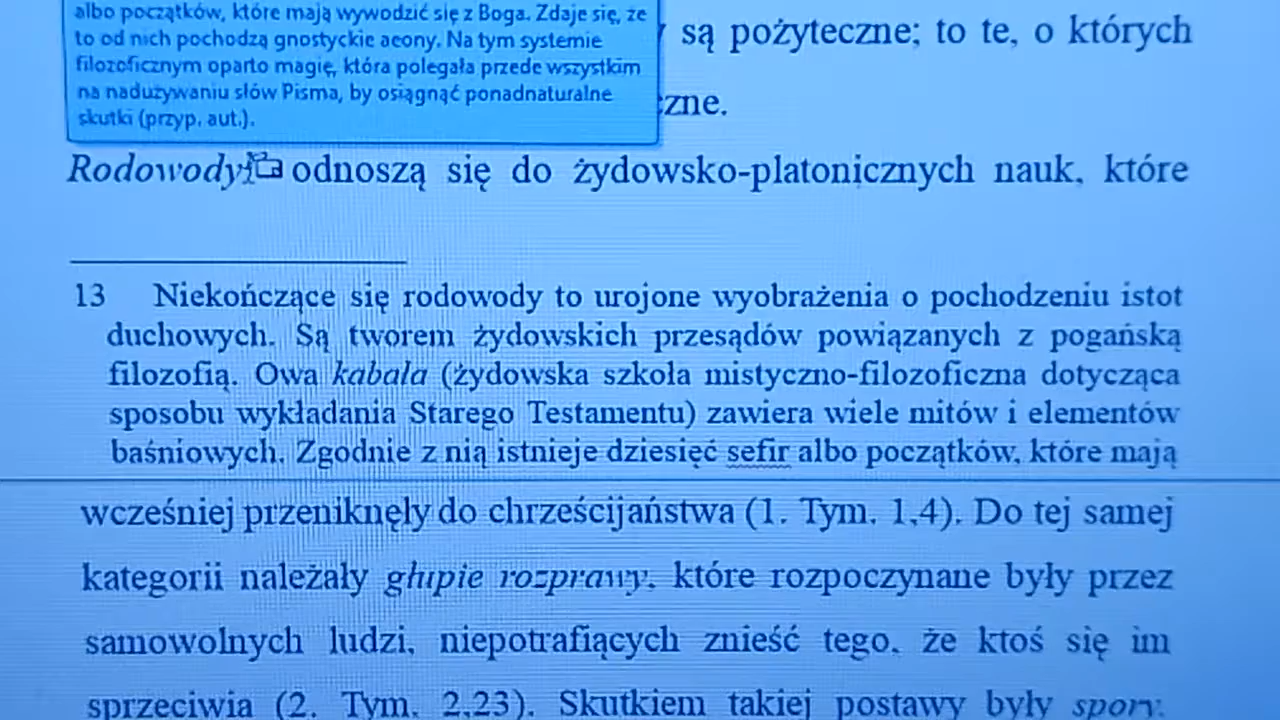 albo początków, które mają wywodzić się z Boga. Zdaje się, że
to od nich pochodzą gnostyckie aeony. Na tym systemie
filozoficznym oparto magię, która polegała przede wszystkim
na nadużywaniu słów Pisma, by osiągnąć ponadnaturalne
skutki (przyp. aut.).
są pożyteczne; to te, o których
zne.
Rodowody odnoszą się do żydowsko-platonicznych nauk, które
13 Niekończące się rodowody to urojone wyobrażenia o pochodzeniu istot
duchowych. Są tworem żydowskich przesądów powiązanych z pogańską
filozofią. Owa kabała (żydowska szkoła mistyczno-filozoficzna dotycząca
sposobu wykładania Starego Testamentu) zawiera wiele mitów i elementów
baśniowych. Zgodnie z nią istnieje dziesięć sefir albo początków, które mają
wcześniej przeniknęły do chrześcijaństwa (1. Tym. 1,4). Do tej samej
kategorii należały głupie rozprawy, które rozpoczynane były przez
samowolnych ludzi, niepotrafiących znieść tego, że ktoś się im
sprzeciwia (2. Tym. 2,23). Skutkiem takiej postawy były spory,